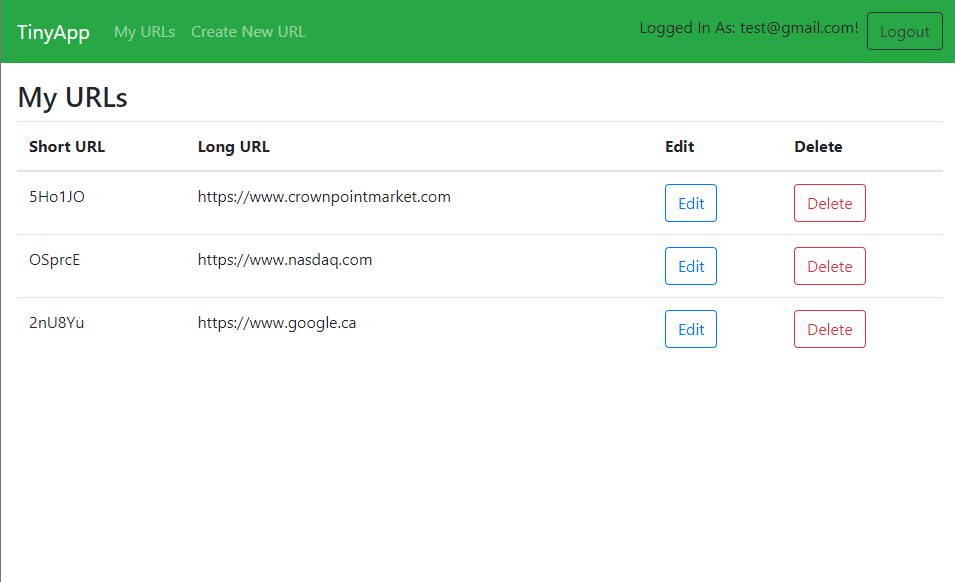 TinyApp My URLs Create New URL Logged In As: test@gmail.com! Logout
My URLs
Short URL Long URL Edit Delete
5Ho1JO https://www.crownpointmarket.com Edit Delete
OSprcE https://www.nasdaq.com Edit Delete
2nU8Yu https://www.google.ca Edit Delete